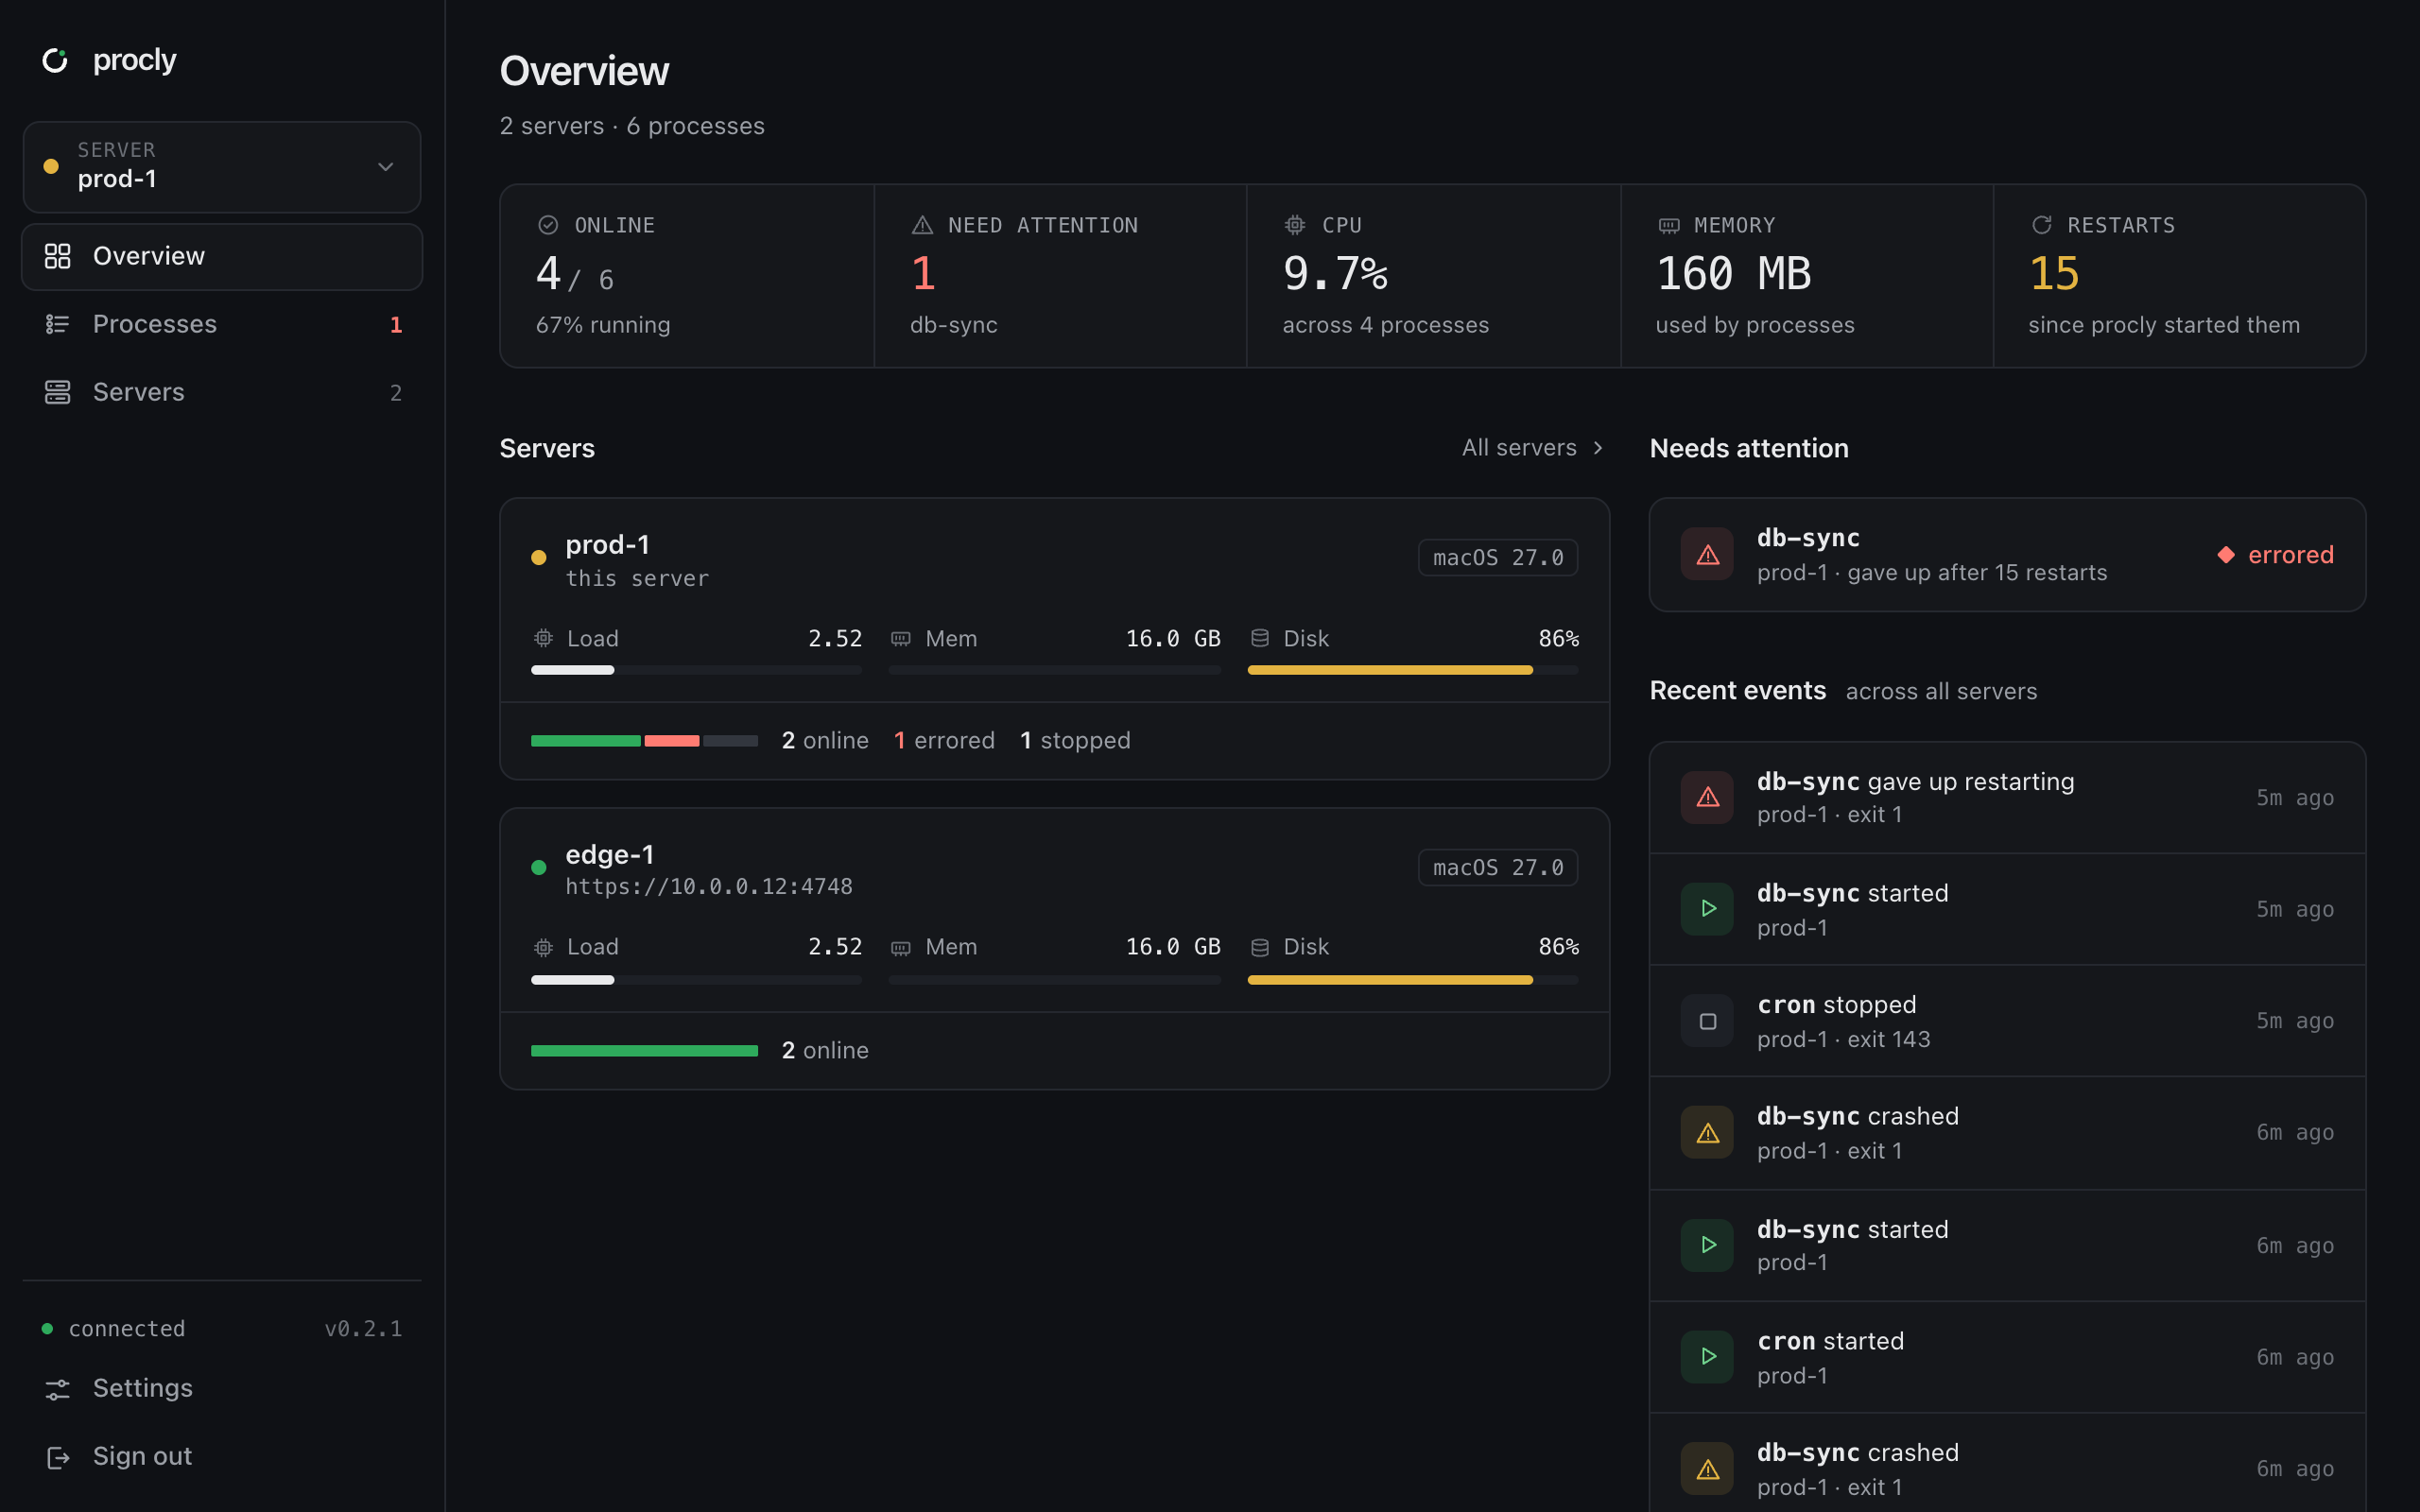 procly
SERVER
prod-1
Overview
Processes 1
Servers 2
connected v0.2.1
Settings
Sign out
Overview
2 servers · 6 processes
ONLINE
4 / 6
67% running
NEED ATTENTION
1
db-sync
CPU
9.7%
across 4 processes
MEMORY
160 MB
used by processes
RESTARTS
15
since procly started them
Servers All servers
prod-1
this server
macOS 27.0
Load 2.52 Mem 16.0 GB Disk 86%
2 online 1 errored 1 stopped
edge-1
https://10.0.0.12:4748
macOS 27.0
Load 2.52 Mem 16.0 GB Disk 86%
2 online
Needs attention
db-sync
prod-1 · gave up after 15 restarts
errored
Recent events across all servers
db-sync gave up restarting
prod-1 · exit 1
5m ago
db-sync started
prod-1
5m ago
cron stopped
prod-1 · exit 143
5m ago
db-sync crashed
prod-1 · exit 1
6m ago
db-sync started
prod-1
6m ago
cron started
prod-1
6m ago
db-sync crashed
prod-1 · exit 1
6m ago